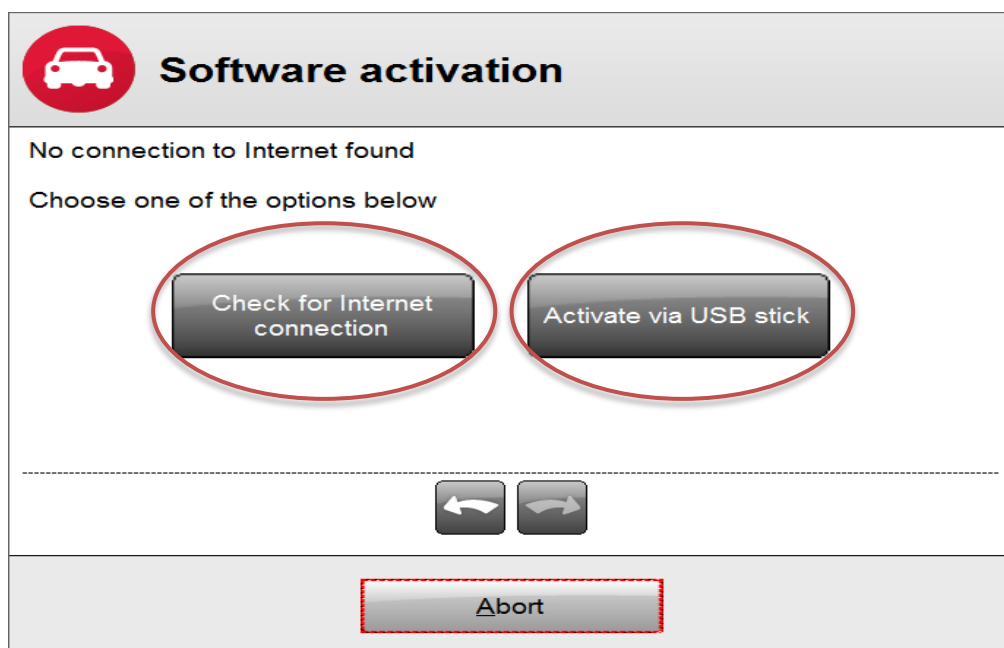 Software activation
No connection to Internet found
Choose one of the options below
Check for Internet
connection
Activate via USB stick
Abort